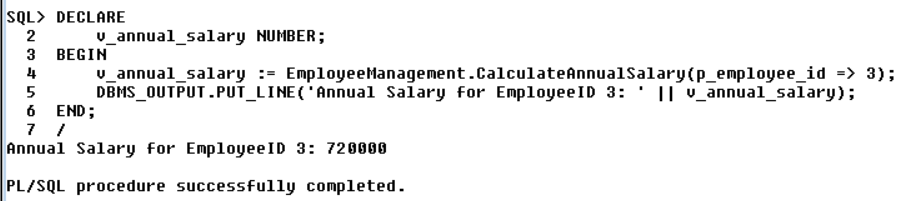 SQL> DECLARE
  2      v_annual_salary NUMBER;
  3  BEGIN
  4      v_annual_salary := EmployeeManagement.CalculateAnnualSalary(p_employee_id => 3);
  5      DBMS_OUTPUT.PUT_LINE('Annual Salary for EmployeeID 3: ' || v_annual_salary);
  6  END;
  7  /
Annual Salary for EmployeeID 3: 720000
PL/SQL procedure successfully completed.